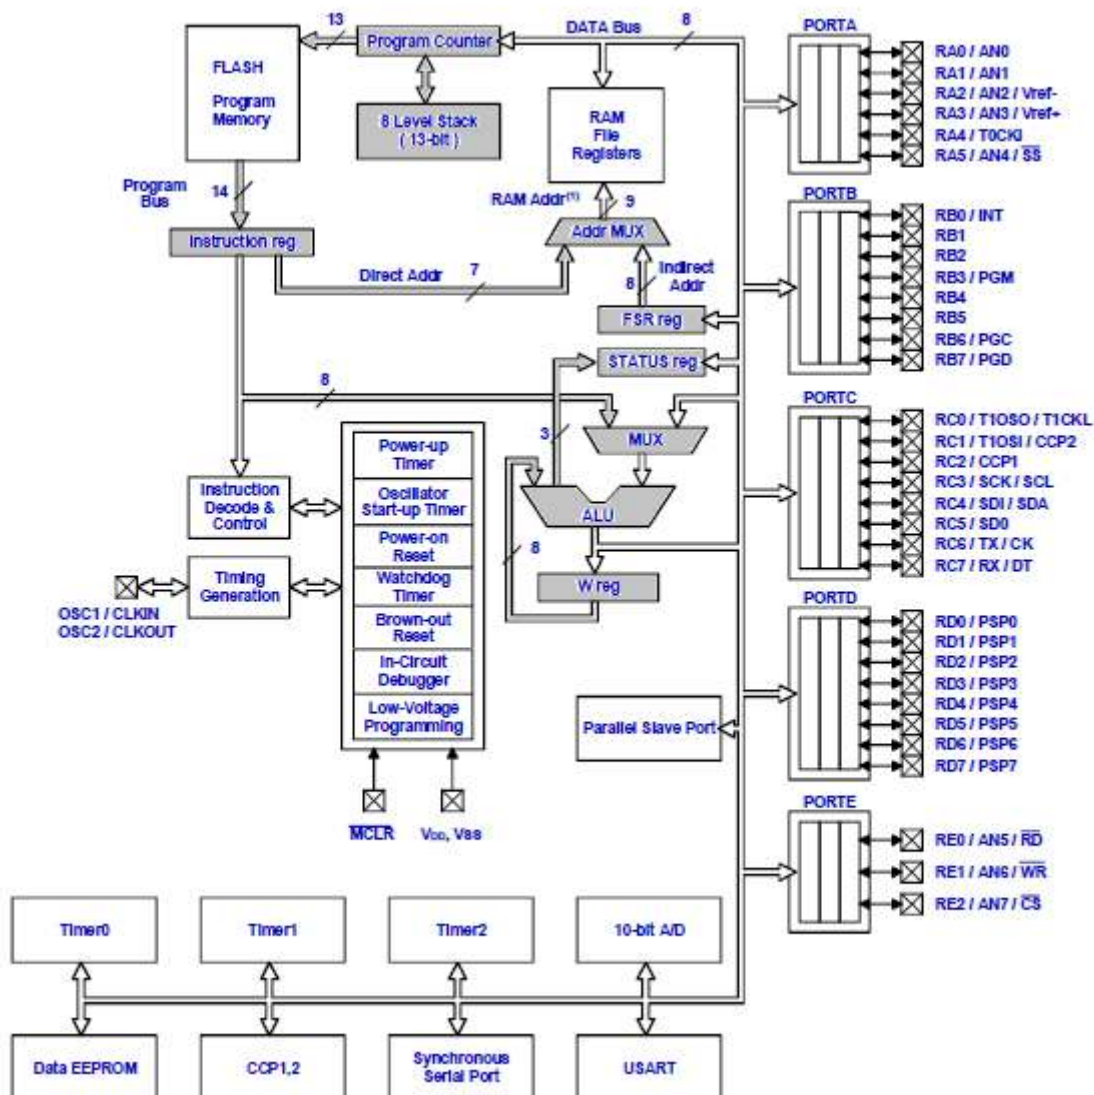 13
Program Counter
DATA Bus
8
PORTA
FLASH
Program
Memory
8 Level Stack
( 13-bit )
RAM
File
Registers
RA0 / AN0
RA1 / AN1
RA2 / AN2 / Vref-
RA3 / AN3 / Vref+
RA4 / T0CKI
RA5 / AN4 / SS
Program
Bus
14
RAM Addr(1)
9
PORTB
Instruction reg
Addr MUX
Direct Addr
7
8
Indirect
Addr
FSR reg
STATUS reg
RB0 / INT
RB1
RB2
RB3 / PGM
RB4
RB5
RB6 / PGC
RB7 / PGD
8
3
MUX
PORTC
Power-up
Timer
Instruction
Decode &
Control
Oscillator
Start-up Timer
ALU
Power-on
Reset
8
RC0 / T1OSO / T1CKL
RC1 / T1OSI / CCP2
RC2 / CCP1
RC3 / SCK / SCL
RC4 / SDI / SDA
RC5 / SD0
RC6 / TX / CK
RC7 / RX / DT
Timing
Generation
Watchdog
Timer
W reg
OSC1 / CLKIN
OSC2 / CLKOUT
Brown-out
Reset
In-Circuit
Debugger
Low-Voltage
Programming
PORTD
RD0 / PSP0
RD1 / PSP1
RD2 / PSP2
RD3 / PSP3
RD4 / PSP4
RD5 / PSP5
RD6 / PSP6
RD7 / PSP7
Parallel Slave Port
MCLR
VDD, Vss
PORTE
RE0 / AN5 / RD
RE1 / AN6 / WR
RE2 / AN7 / CS
Timer0
Timer1
Timer2
10-bit A/D
Data EEPROM
CCP1,2
Synchronous
Serial Port
USART